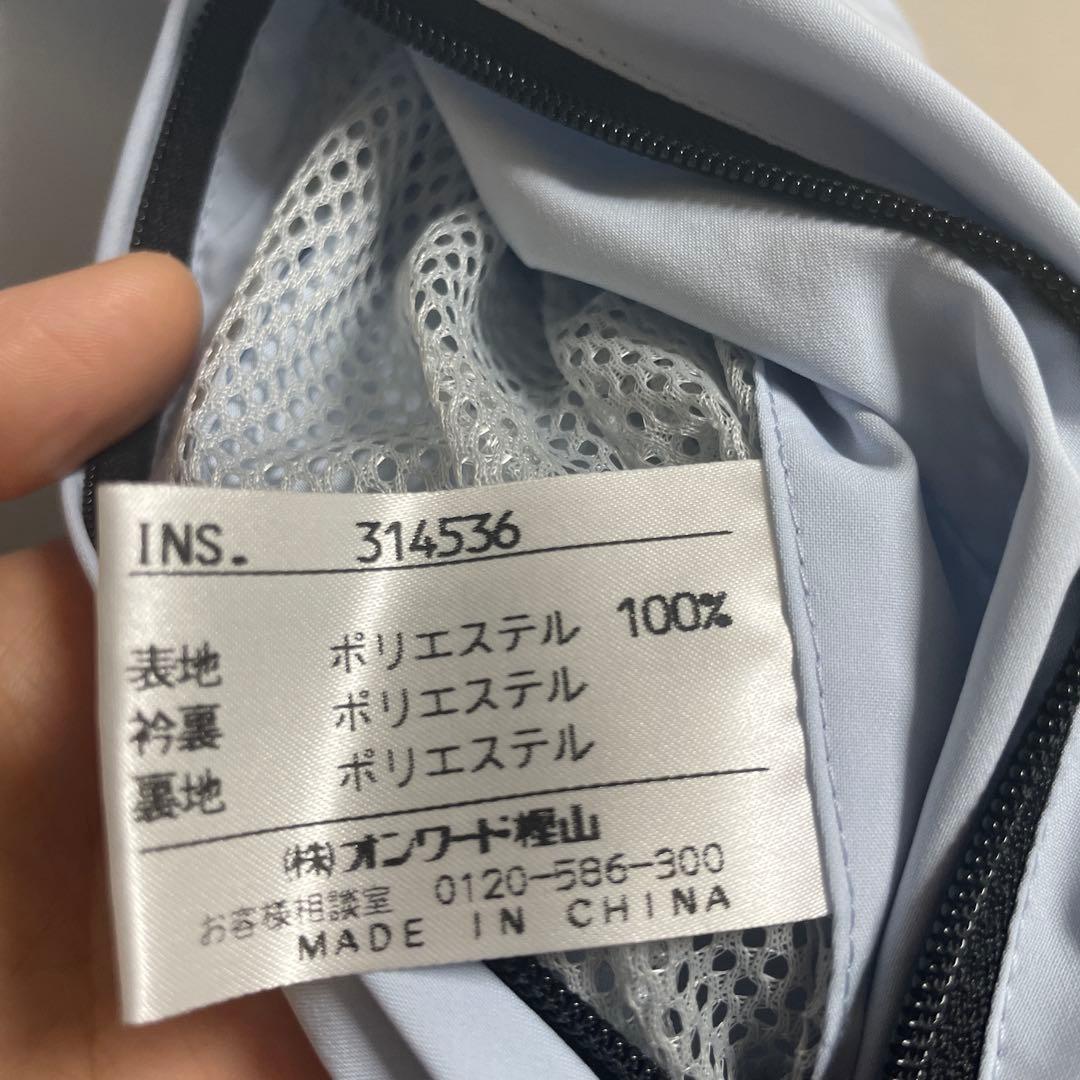 INS. 314536
表地 ポリエステル 100%
衿裏 ポリエステル
裏地 ポリエステル
(株)オンワード樫山
お客様相談室 0120-586-300
MADE IN CHINA